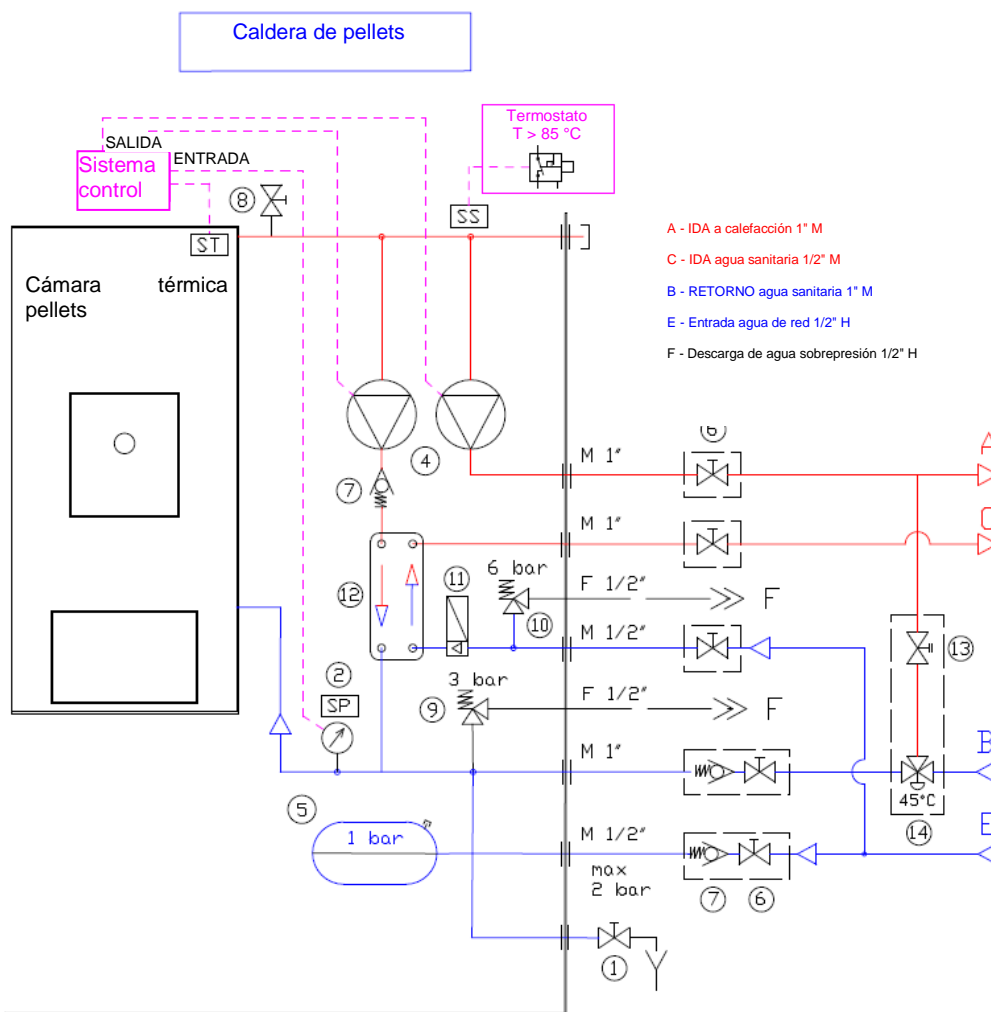 Caldera de pellets
Termostato
T > 85 °C
SALIDA
ENTRADA
Sistema
control
8
SS
ST
A - IDA a calefacción 1" M
C - IDA agua sanitaria 1/2" M
B - RETORNO agua sanitaria 1" M
E - Entrada agua de red 1/2" H
F - Descarga de agua sobrepresión 1/2" H
Cámara térmica
pellets
4
M 1"
6
A
7
M 1"
C
6 bar
11
F 1/2"
F
12
10
M 1/2"
13
2
3 bar
SP
9
F 1/2"
F
M 1"
B
45°C
5
14
1 bar
M 1/2"
E
max
2 bar
7
6
1